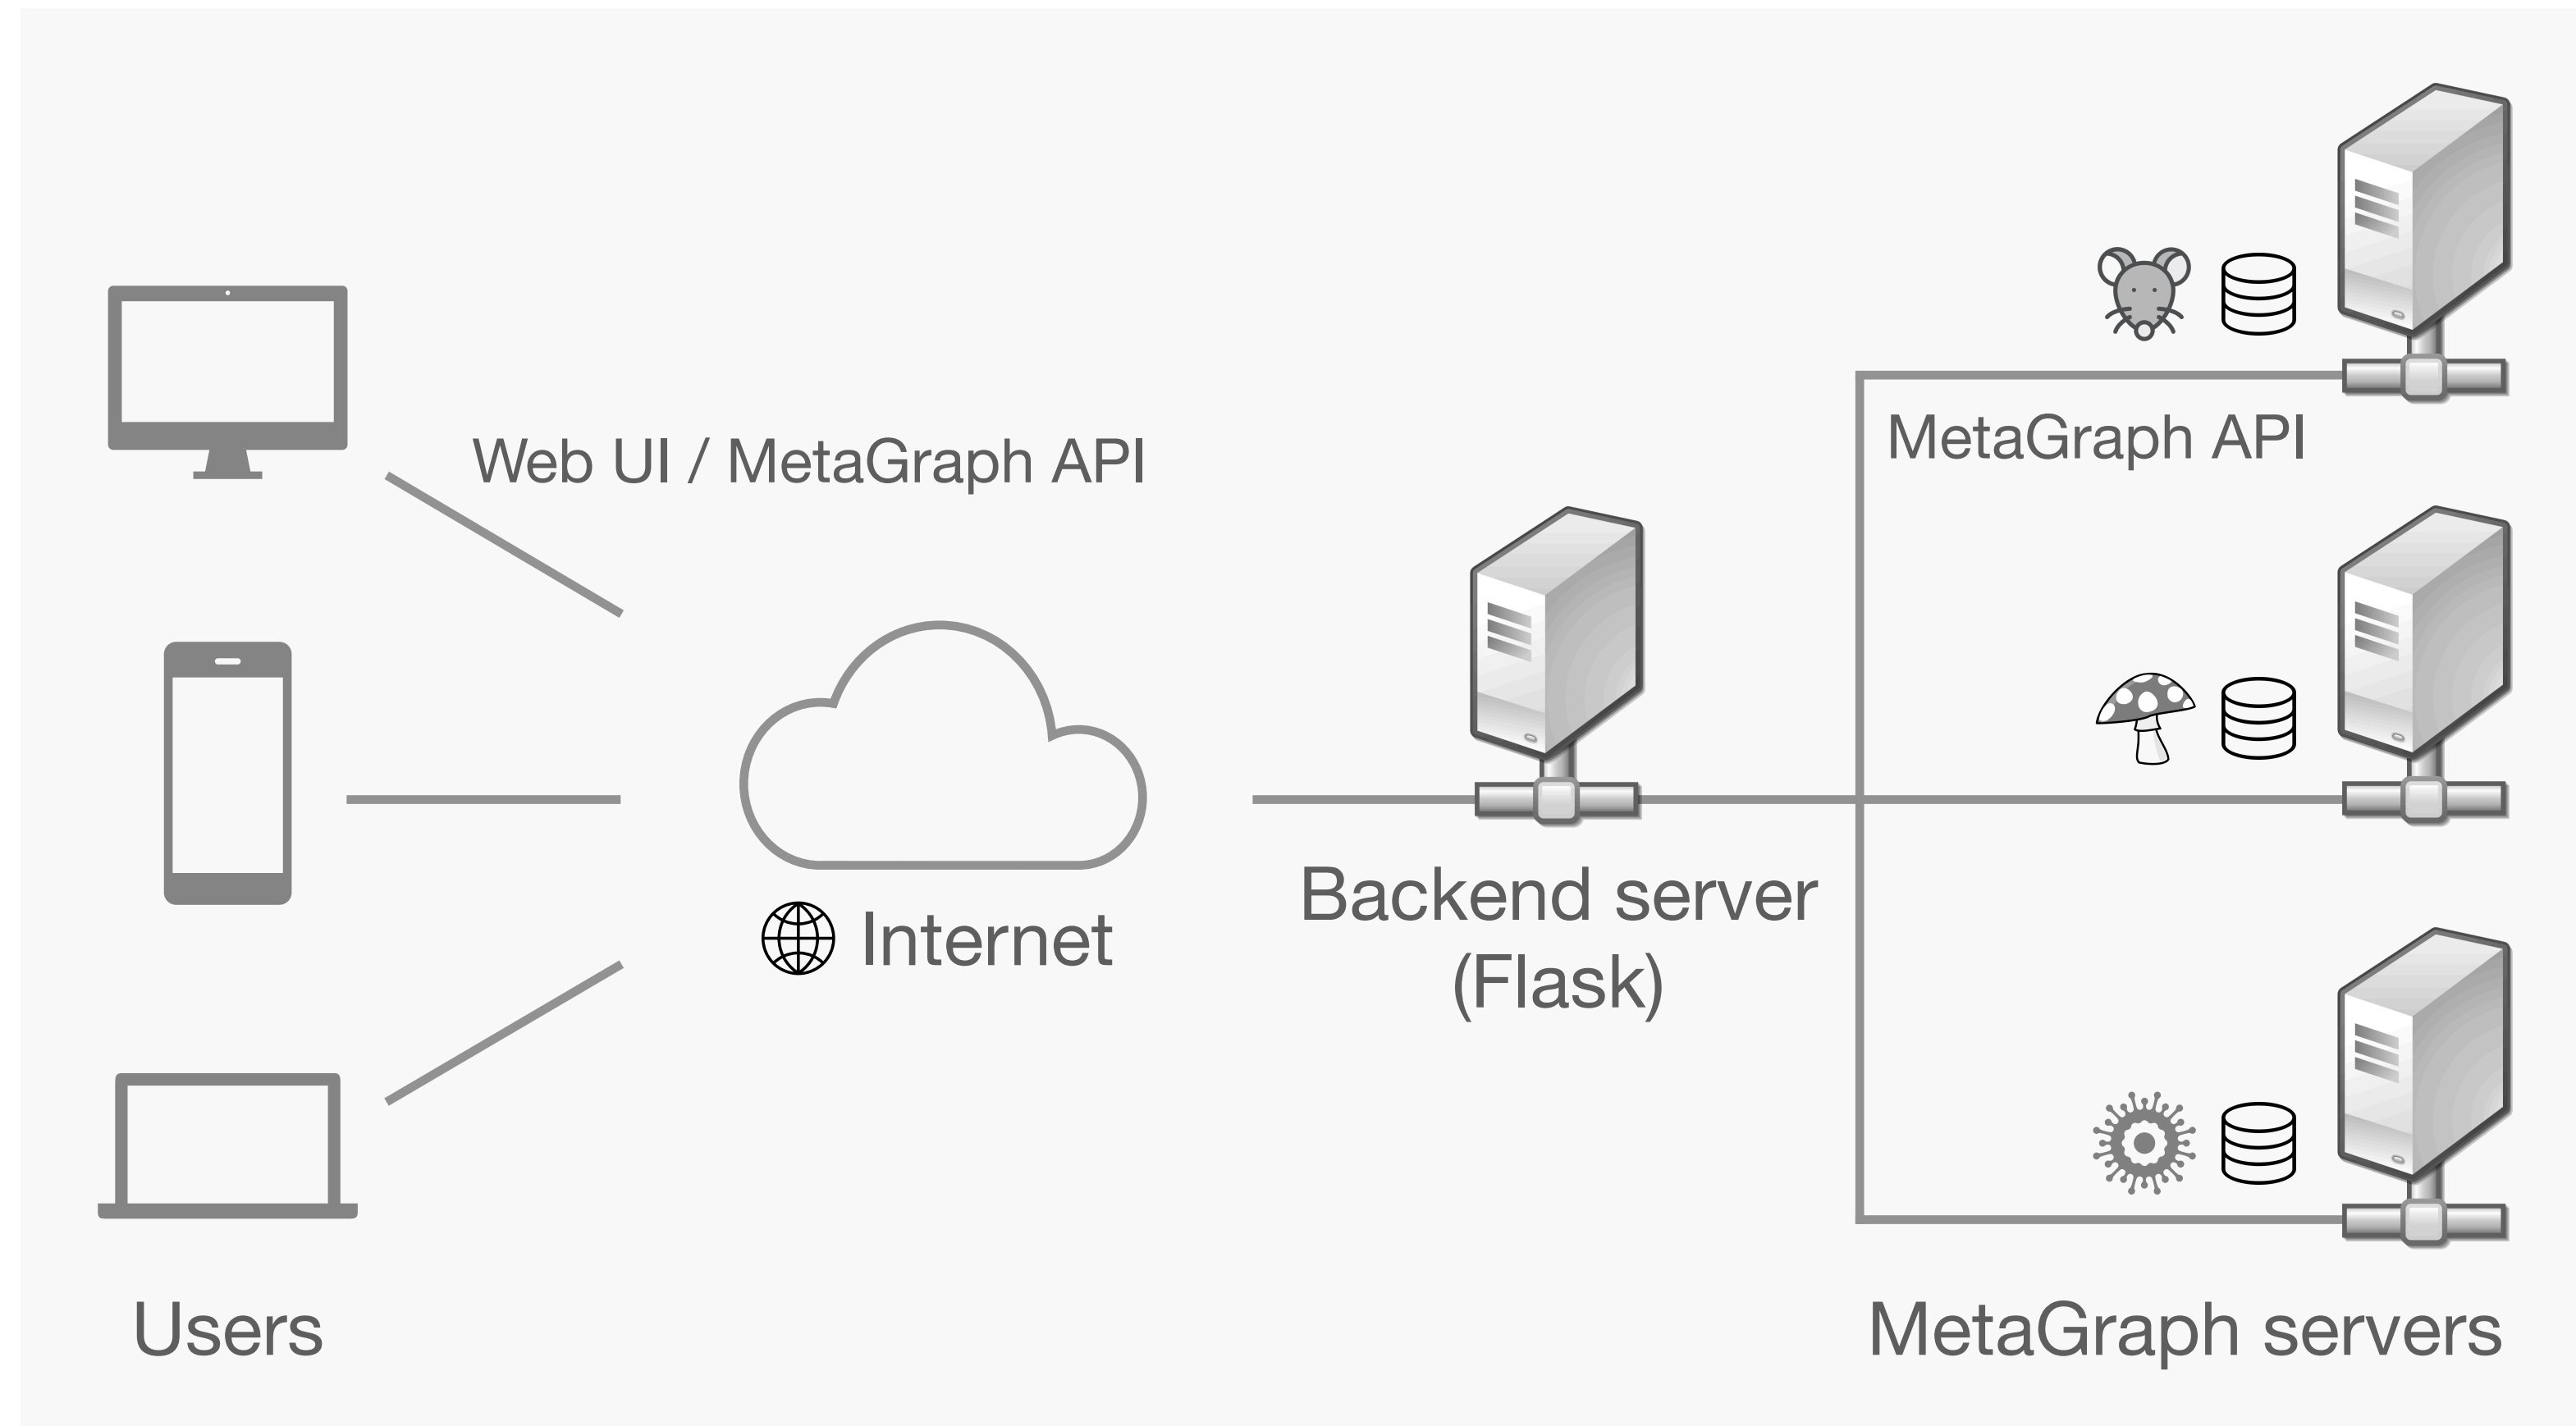 Web UI / MetaGraph API
MetaGraph API
Internet
Backend server
(Flask)
Users
MetaGraph servers